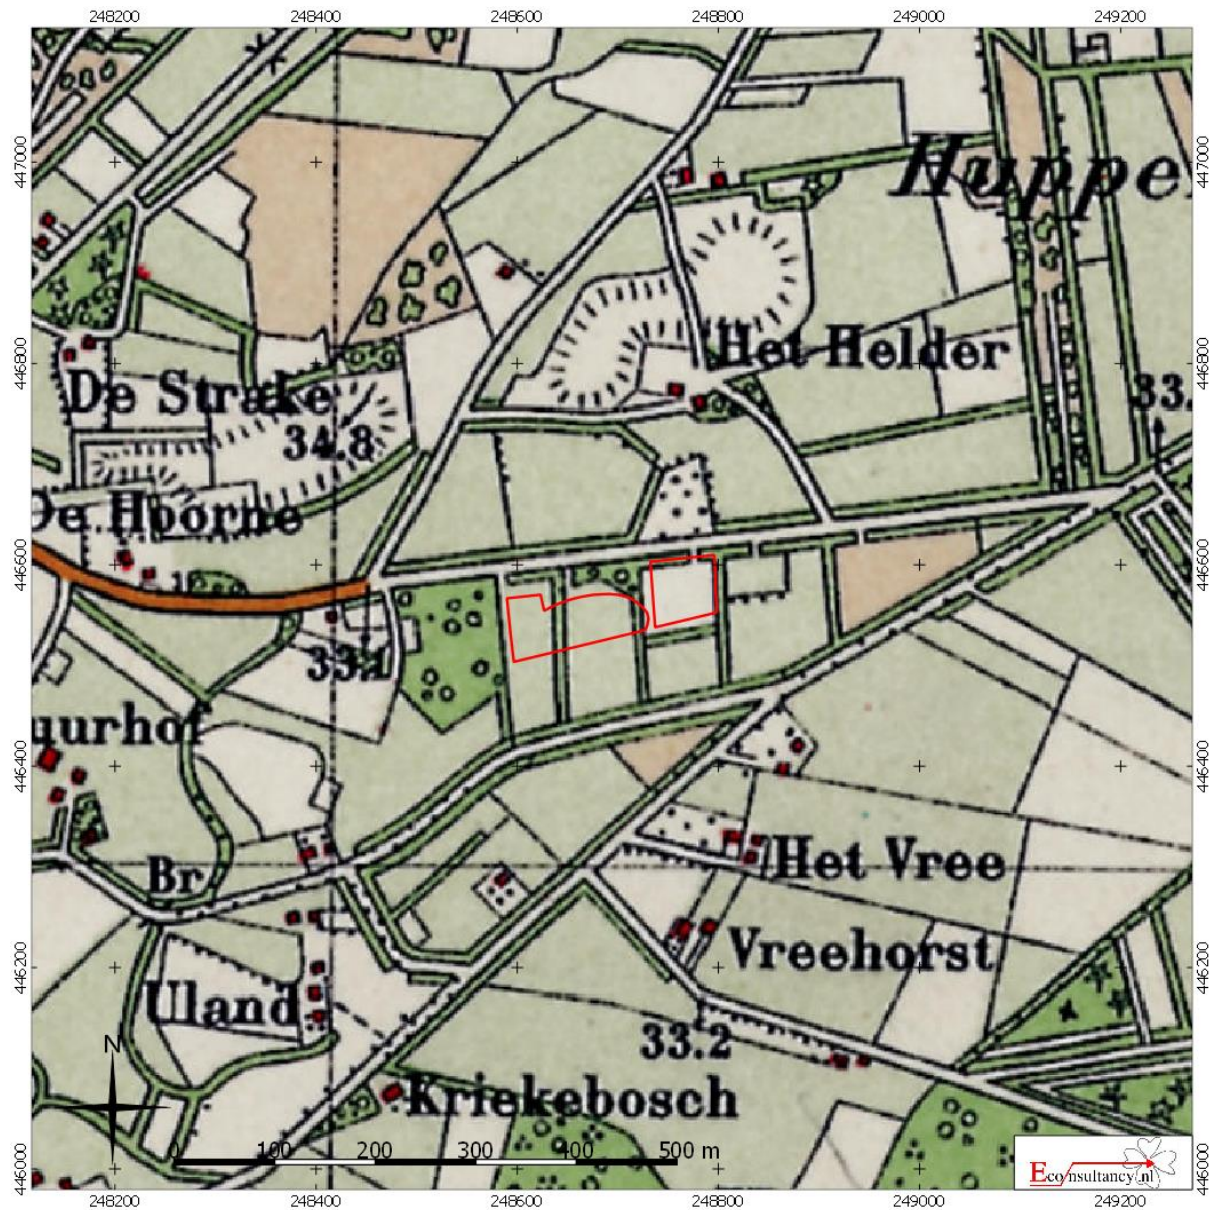 248200 248400 248600 248800 249000 249200
447000 447000
Huppe
446800 446800
Het Helder
De Strake
33.
34.8
De Hoorne
446600 446600
33.1
uurhof
446400 446400
Het Vree
Br
Vreehorst
446200 446200
Uland
33.2
N
Kriekebosch
0 100 200 300 400 500 m
Econsultancy.nl
446000 446000
248200 248400 248600 248800 249000 249200